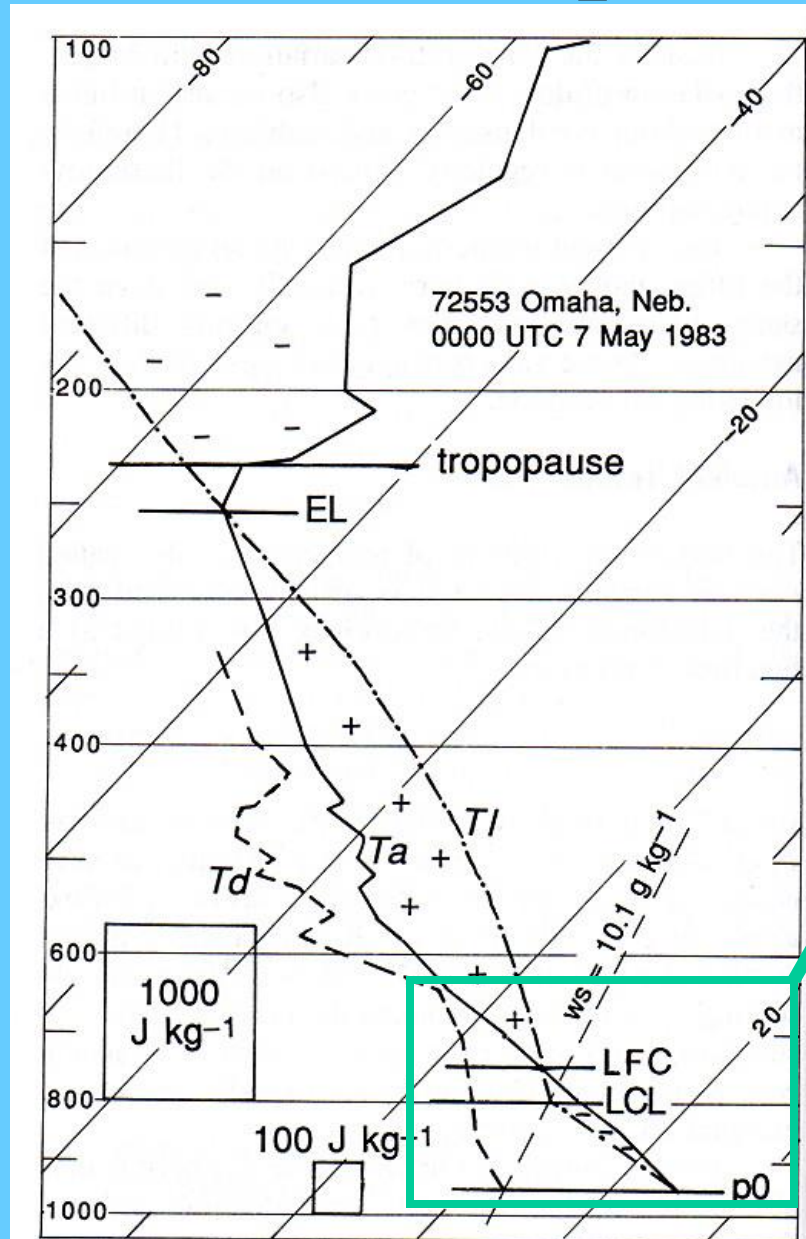 100
-80
-60
-40
72553 Omaha, Neb.
0000 UTC 7 May 1983
200
-20
tropopause
EL
300
400
Tl
Ta
Td
ws = 10.1 g kg⁻¹
600
1000
J kg⁻¹
20
LFC
800
LCL
100 J kg⁻¹
p0
1000